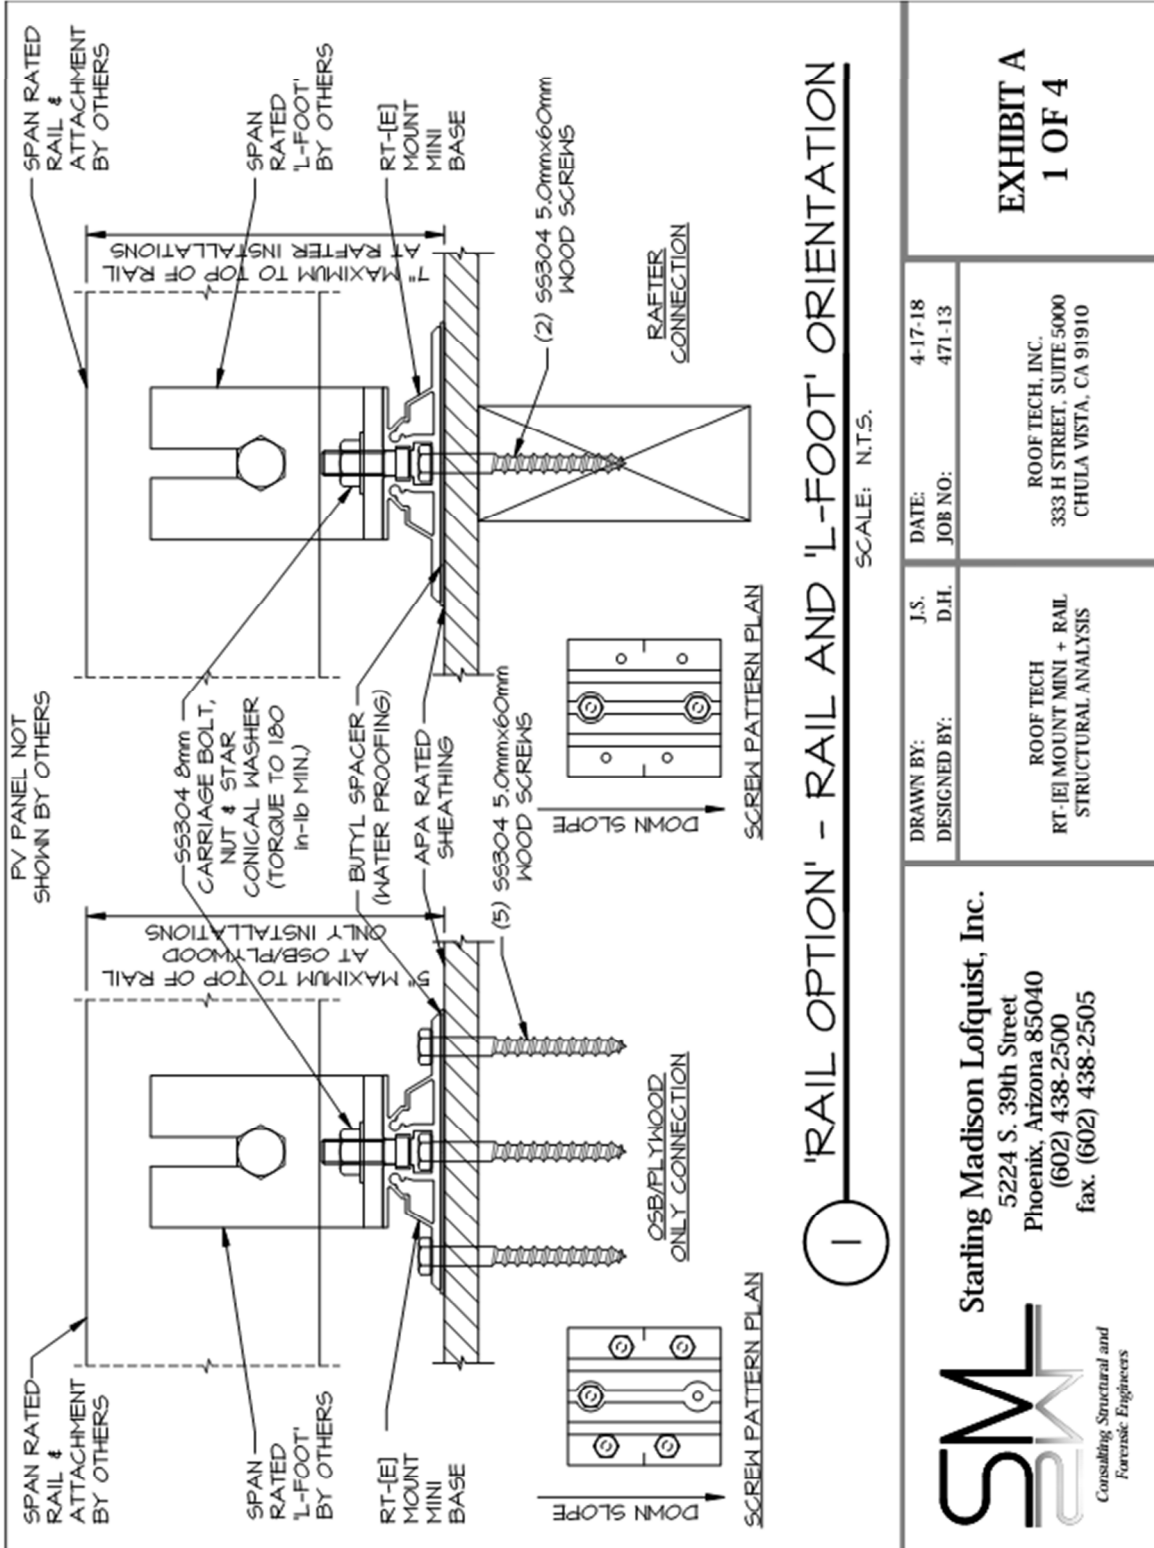 SPAN RATED
RAIL &
ATTACHMENT
BY OTHERS
SPAN
RATED
'L-FOOT'
BY OTHERS
RT-[E]
MOUNT
MINI
BASE
5" MAXIMUM TO TOP OF RAIL
AT OSB/PLYWOOD
ONLY INSTALLATIONS
PV PANEL NOT
SHOWN BY OTHERS
SS304 8mm
CARRIAGE BOLT,
NUT & STAR
CONICAL WASHER
(TORQUE TO 180
in-lb MIN.)
BUTYL SPACER
(WATER PROOFING)
APA RATED
SHEATHING
(5) SS304 5.0mmx60mm
WOOD SCREWS
OSB/PLYWOOD
ONLY CONNECTION
DOWN SLOPE
SCREW PATTERN PLAN
SPAN RATED
RAIL &
ATTACHMENT
BY OTHERS
SPAN
RATED
'L-FOOT'
BY OTHERS
RT-[E]
MOUNT
MINI
BASE
7" MAXIMUM TO TOP OF RAIL
AT RAFTER INSTALLATIONS
(2) SS304 5.0mmx60mm
WOOD SCREWS
RAFTER
CONNECTION
DOWN SLOPE
SCREW PATTERN PLAN
1
'RAIL OPTION' - RAIL AND 'L-FOOT' ORIENTATION
SCALE: N.T.S.
SML
Consulting Structural and
Forensic Engineers
Starling Madison Lofquist, Inc.
5224 S. 39th Street
Phoenix, Arizona 85040
(602) 438-2500
fax. (602) 438-2505
DRAWN BY: J.S.
DESIGNED BY: D.H.
ROOF TECH
RT-[E] MOUNT MINI + RAIL
STRUCTURAL ANALYSIS
DATE: 4-17-18
JOB NO: 471-13
ROOF TECH, INC.
333 H STREET, SUITE 5000
CHULA VISTA, CA 91910
EXHIBIT A
1 OF 4